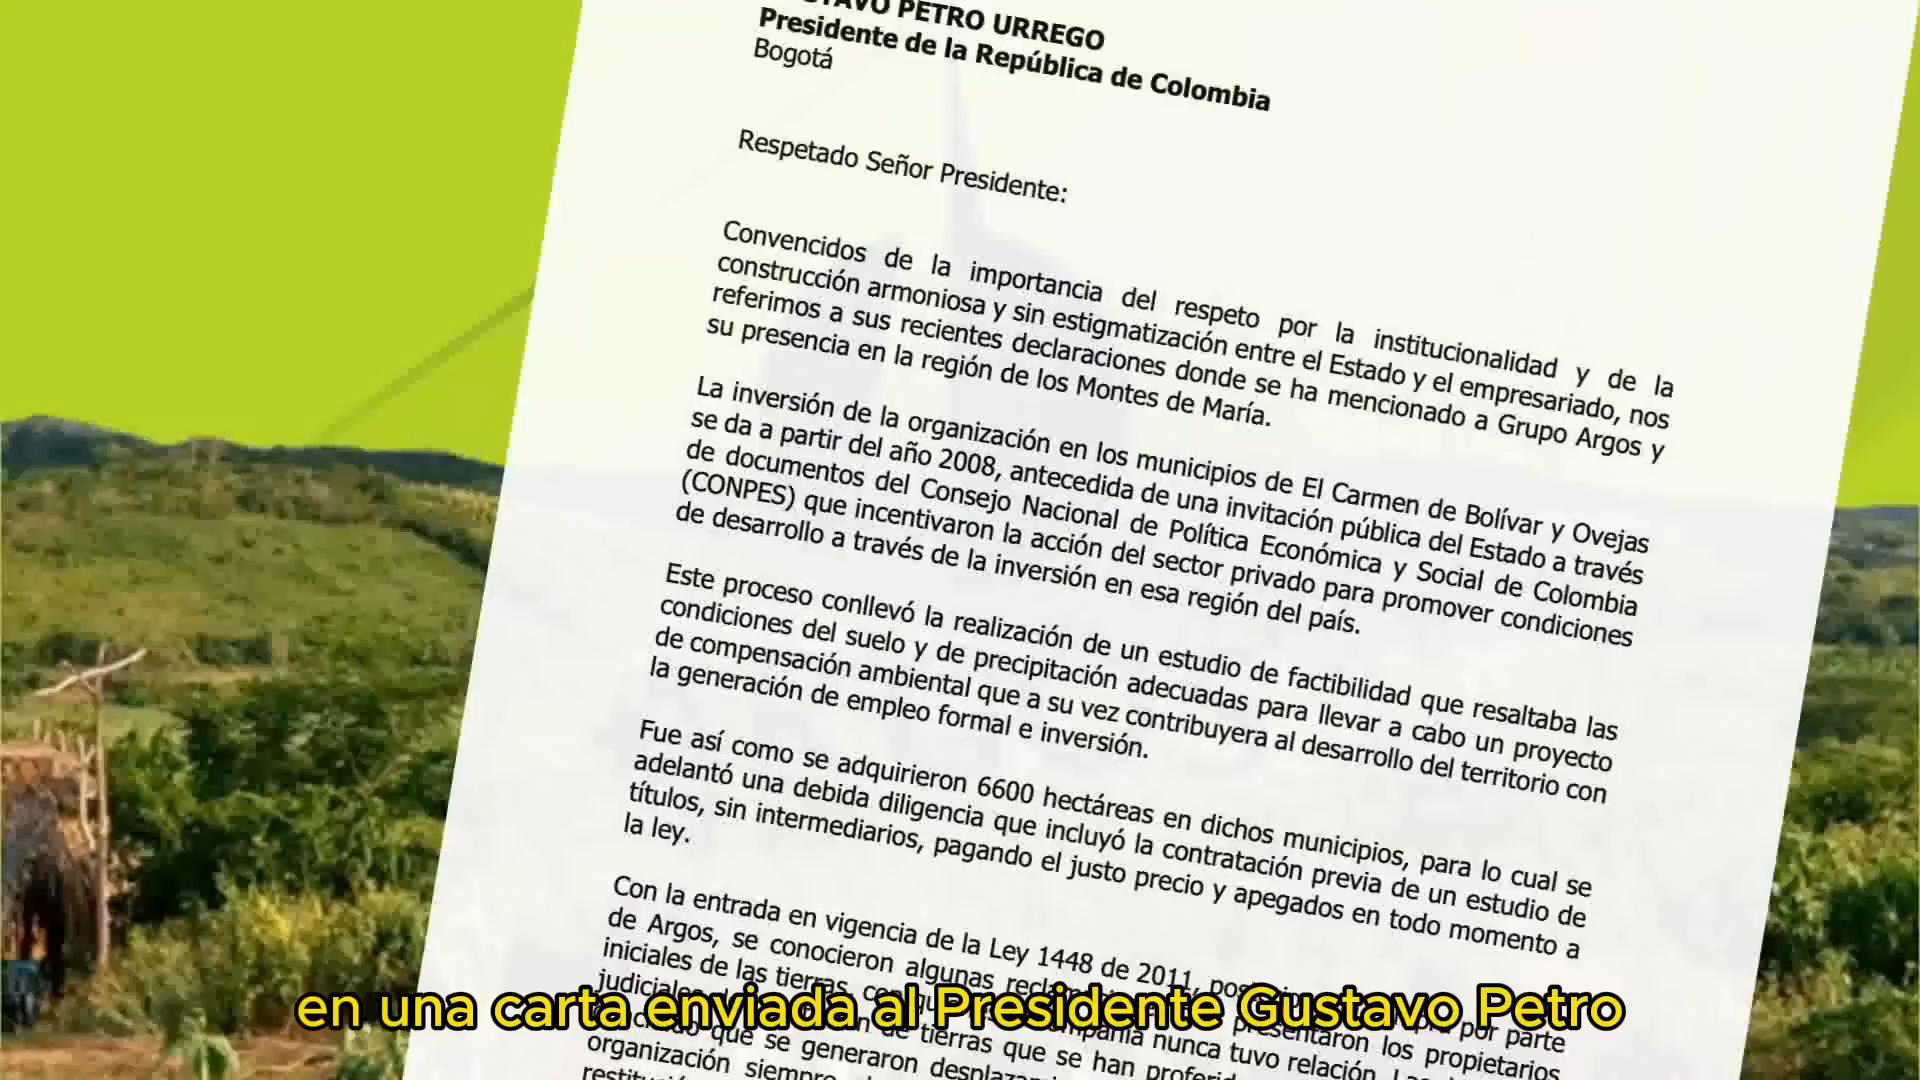 GUSTAVO PETRO URREGO
Presidente de la República de Colombia
Bogotá
Respetado Señor Presidente:
Convencidos de la importancia del respeto por la institucionalidad y de la
construcción armoniosa y sin estigmatización entre el Estado y el empresariado, nos
referimos a sus recientes declaraciones donde se ha mencionado a Grupo Argos y
su presencia en la región de los Montes de María.
La inversión de la organización en los municipios de El Carmen de Bolívar y Ovejas
se da a partir del año 2008, antecedida de una invitación pública del Estado a través
de documentos del Consejo Nacional de Política Económica y Social de Colombia
(CONPES) que incentivaron la acción del sector privado para promover condiciones
de desarrollo a través de la inversión en esa región del país.
Este proceso conllevó la realización de un estudio de factibilidad que resaltaba las
condiciones del suelo y de precipitación adecuadas para llevar a cabo un proyecto
de compensación ambiental que a su vez contribuyera al desarrollo del territorio con
la generación de empleo formal e inversión.
Fue así como se adquirieron 6600 hectáreas en dichos municipios, para lo cual se
adelantó una debida diligencia que incluyó la contratación previa de un estudio de
títulos, sin intermediarios, pagando el justo precio y apegados en todo momento a
la ley.
Con la entrada en vigencia de la Ley 1448 de 2011, por parte
de Argos, se conocieron algunas presentaron los propietarios
iniciales de las tierras, compañía nunca tuvo relación.
de tierras que se han
que se generaron
organización siempre
en una carta enviada al Presidente Gustavo Petro